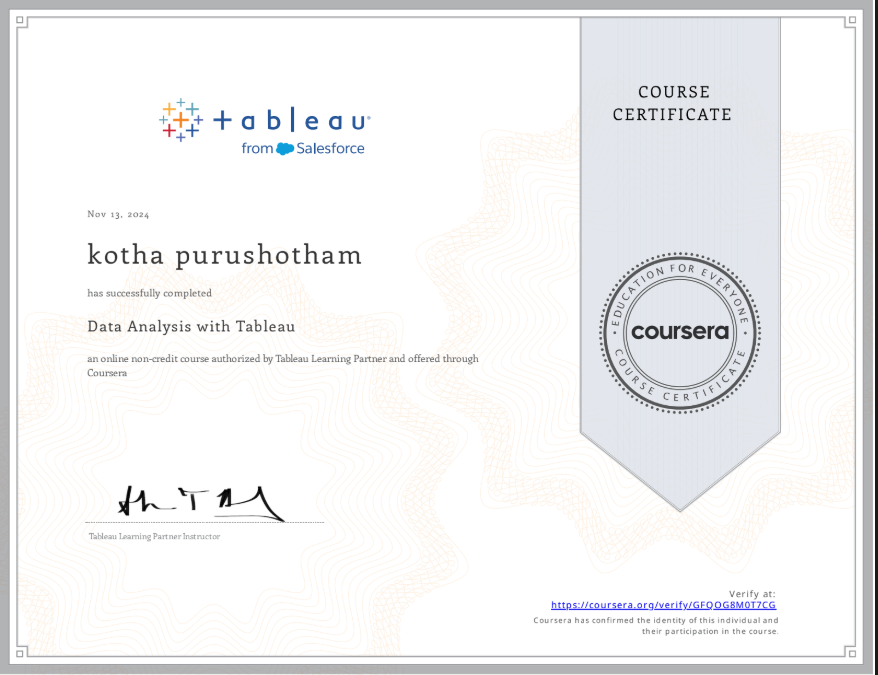 COURSE
CERTIFICATE
+ableau®
from Salesforce
Nov 13, 2024
kotha purushotham
has successfully completed
Data Analysis with Tableau
an online non-credit course authorized by Tableau Learning Partner and offered through
Coursera
EDUCATION FOR EVERYONE
coursera
COURSE CERTIFICATE
Tableau Learning Partner Instructor
Verify at:
https://coursera.org/verify/GFQOG8M0T7CG
Coursera has confirmed the identity of this individual and
their participation in the course.